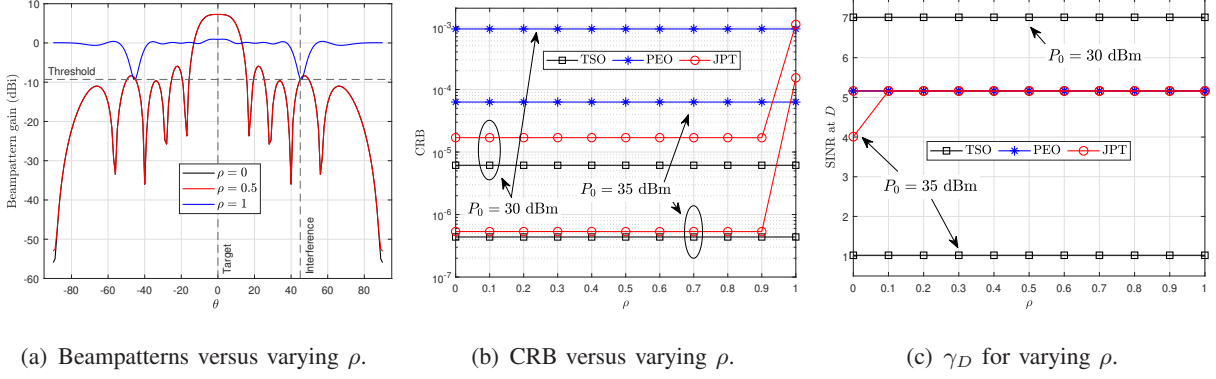 10
0
-10
-20
-30
-40
-50
-60
Beampattern gain (dBi)
Threshold
ρ = 0
ρ = 0.5
ρ = 1
Target
Interference
-80 -60 -40 -20 0 20 40 60 80
θ
(a) Beampatterns versus varying ρ.
10^-3
10^-4
10^-5
10^-6
10^-7
CRB
TSO PEO JPT
P_0 = 35 dBm
P_0 = 30 dBm
0 0.1 0.2 0.3 0.4 0.5 0.6 0.7 0.8 0.9 1
ρ
(b) CRB versus varying ρ.
7
6
5
4
3
2
1
SINR at D
P_0 = 30 dBm
TSO PEO JPT
P_0 = 35 dBm
0 0.1 0.2 0.3 0.4 0.5 0.6 0.7 0.8 0.9 1
ρ
(c) γ_D for varying ρ.